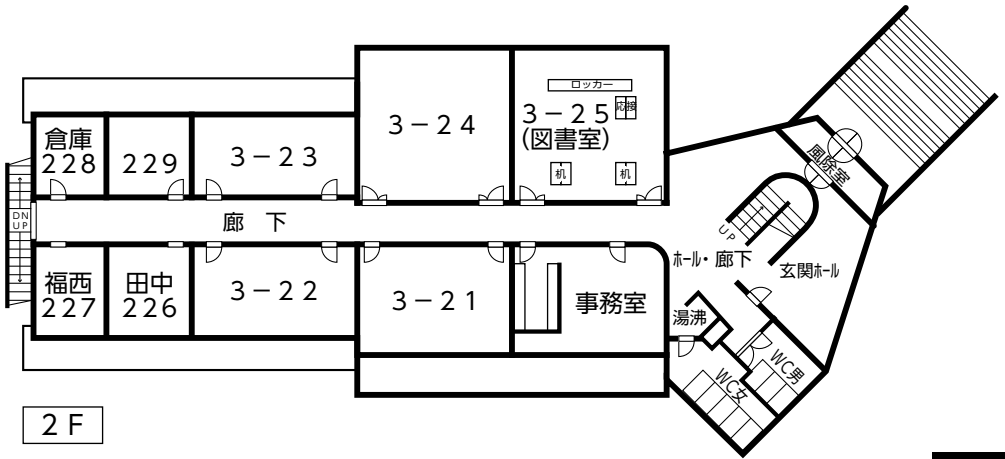 ロッカー
応接
3－25
(図書室)
机
机
3－24
倉庫
228
229
3－23
風除室
DN
UP
廊 下
UP
ホール・廊下
玄関ホール
福西
227
田中
226
3－22
3－21
事務室
湯沸
WC女
WC男
2F